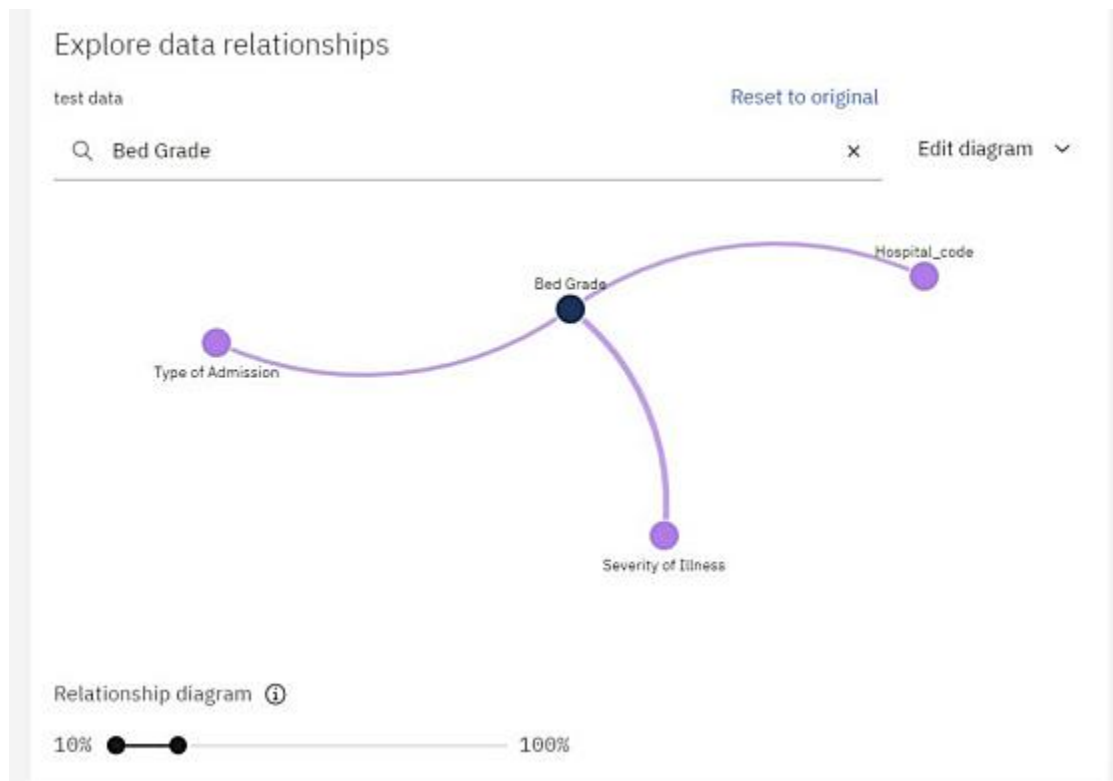 Explore data relationships
test data
Reset to original
Bed Grade
Edit diagram
Hospital_code
Bed Grade
Type of Admission
Severity of Illness
Relationship diagram
10% 100%